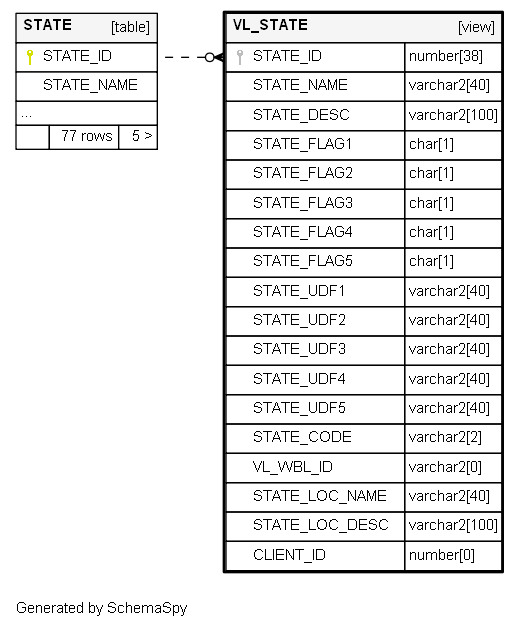 STATE [table]
STATE_ID
STATE_NAME
...
77 rows 5 >
VL_STATE [view]
STATE_ID number[38]
STATE_NAME varchar2[40]
STATE_DESC varchar2[100]
STATE_FLAG1 char[1]
STATE_FLAG2 char[1]
STATE_FLAG3 char[1]
STATE_FLAG4 char[1]
STATE_FLAG5 char[1]
STATE_UDF1 varchar2[40]
STATE_UDF2 varchar2[40]
STATE_UDF3 varchar2[40]
STATE_UDF4 varchar2[40]
STATE_UDF5 varchar2[40]
STATE_CODE varchar2[2]
VL_WBL_ID varchar2[0]
STATE_LOC_NAME varchar2[40]
STATE_LOC_DESC varchar2[100]
CLIENT_ID number[0]
Generated by SchemaSpy